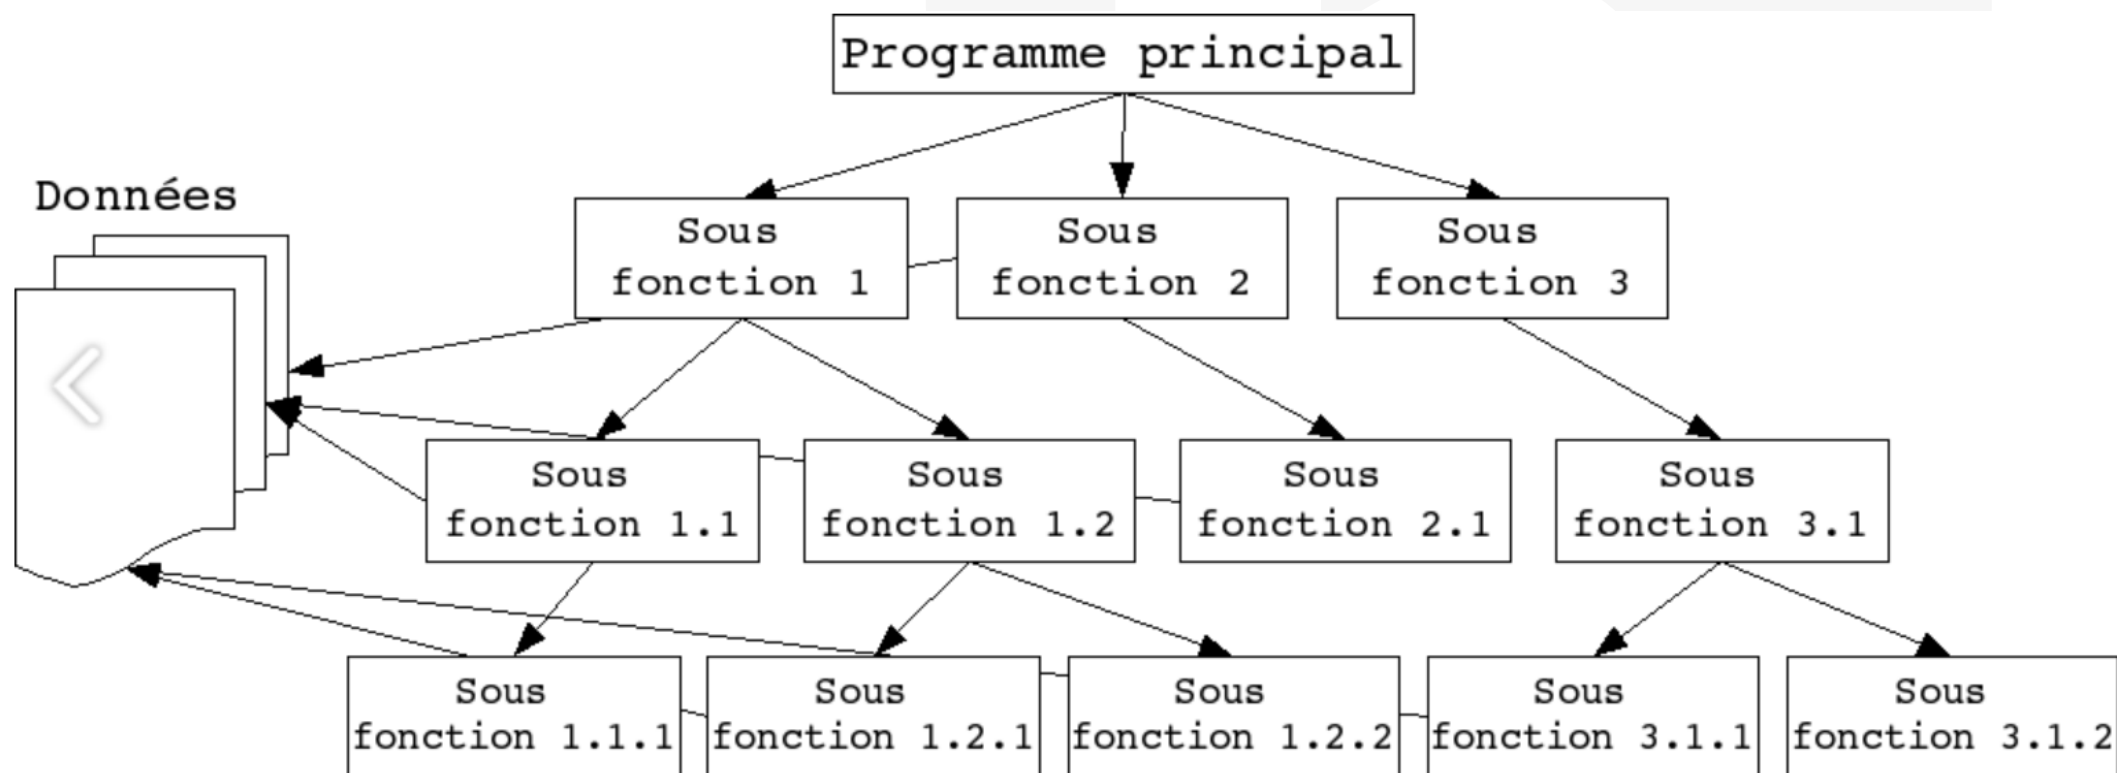 Programme principal
Données
Sous
fonction 1
Sous
fonction 2
Sous
fonction 3
Sous
fonction 1.1
Sous
fonction 1.2
Sous
fonction 2.1
Sous
fonction 3.1
Sous
fonction 1.1.1
Sous
fonction 1.2.1
Sous
fonction 1.2.2
Sous
fonction 3.1.1
Sous
fonction 3.1.2